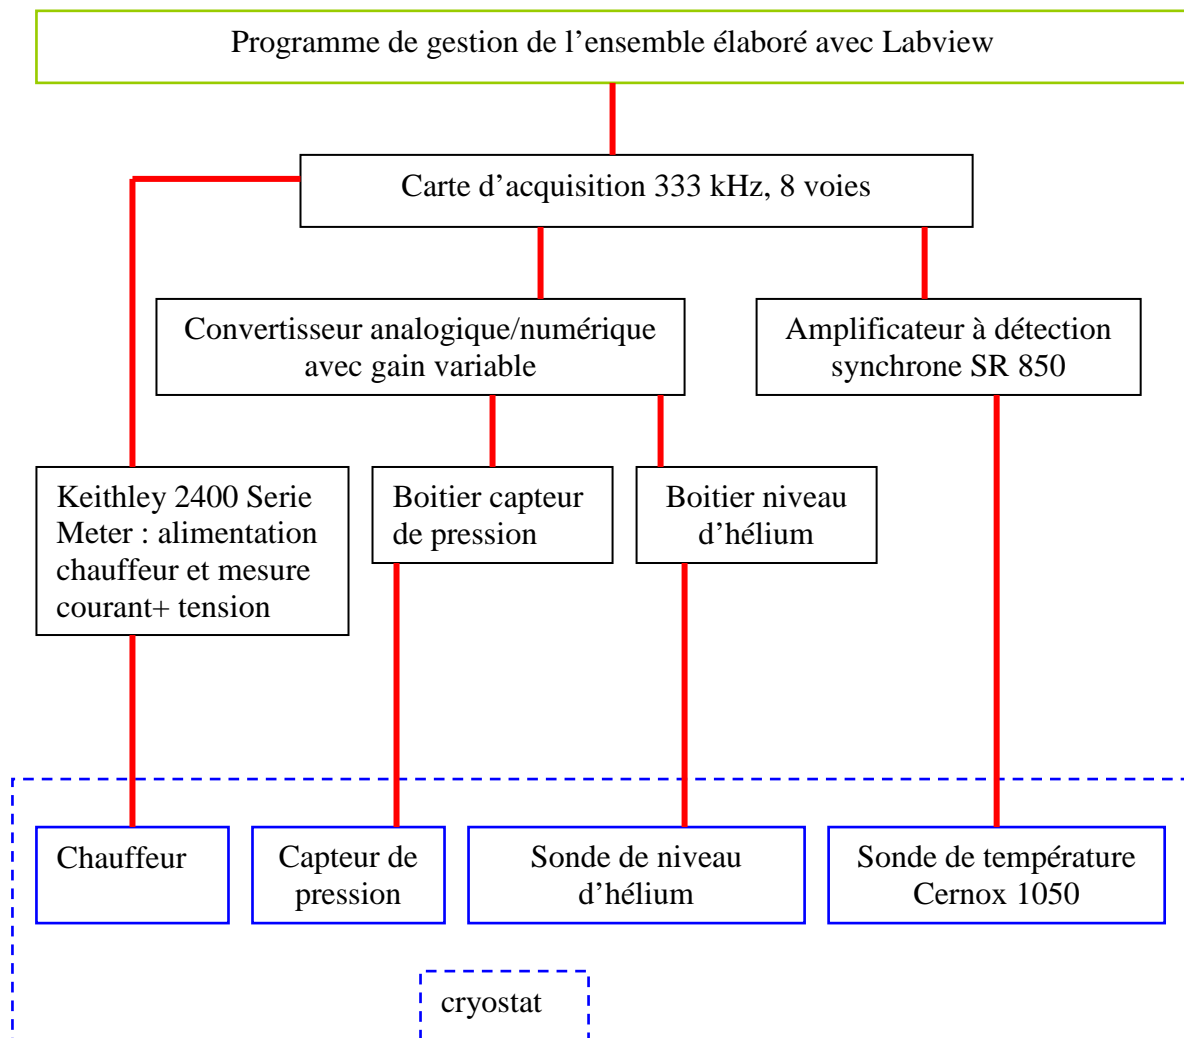 Programme de gestion de l’ensemble élaboré avec Labview
Carte d’acquisition 333 kHz, 8 voies
Convertisseur analogique/numérique
avec gain variable
Amplificateur à détection
synchrone SR 850
Keithley 2400 Serie
Meter : alimentation
chauffeur et mesure
courant+ tension
Boitier capteur
de pression
Boitier niveau
d’hélium
Chauffeur
Capteur de
pression
Sonde de niveau
d’hélium
Sonde de température
Cernox 1050
cryostat